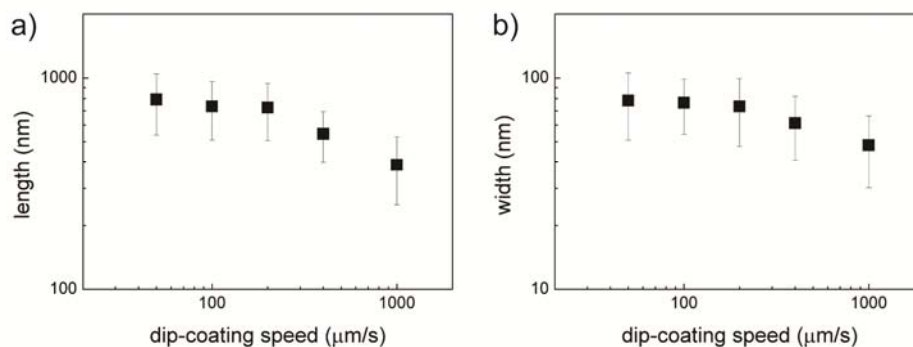 a)
1000
100
length (nm)
100
1000
dip-coating speed (μm/s)
b)
100
10
width (nm)
100
1000
dip-coating speed (μm/s)